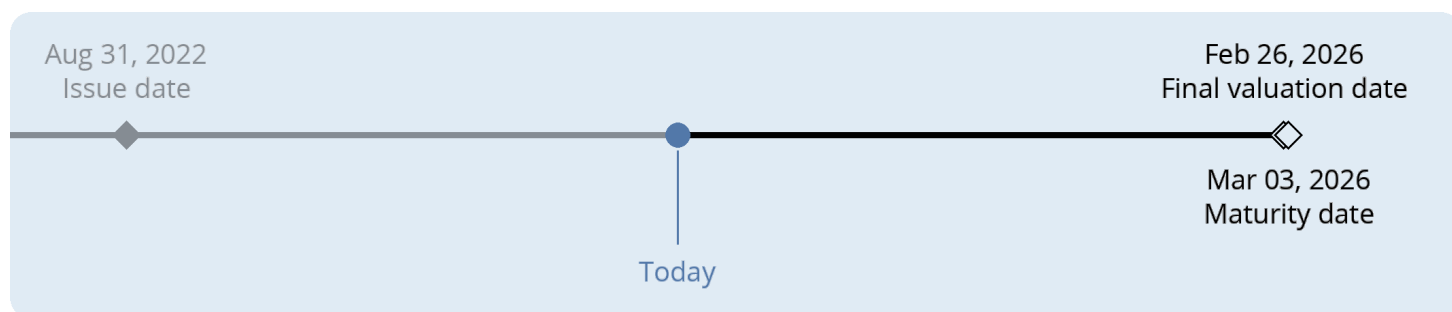 Aug 31, 2022
Issue date
Feb 26, 2026
Final valuation date
Mar 03, 2026
Maturity date
Today